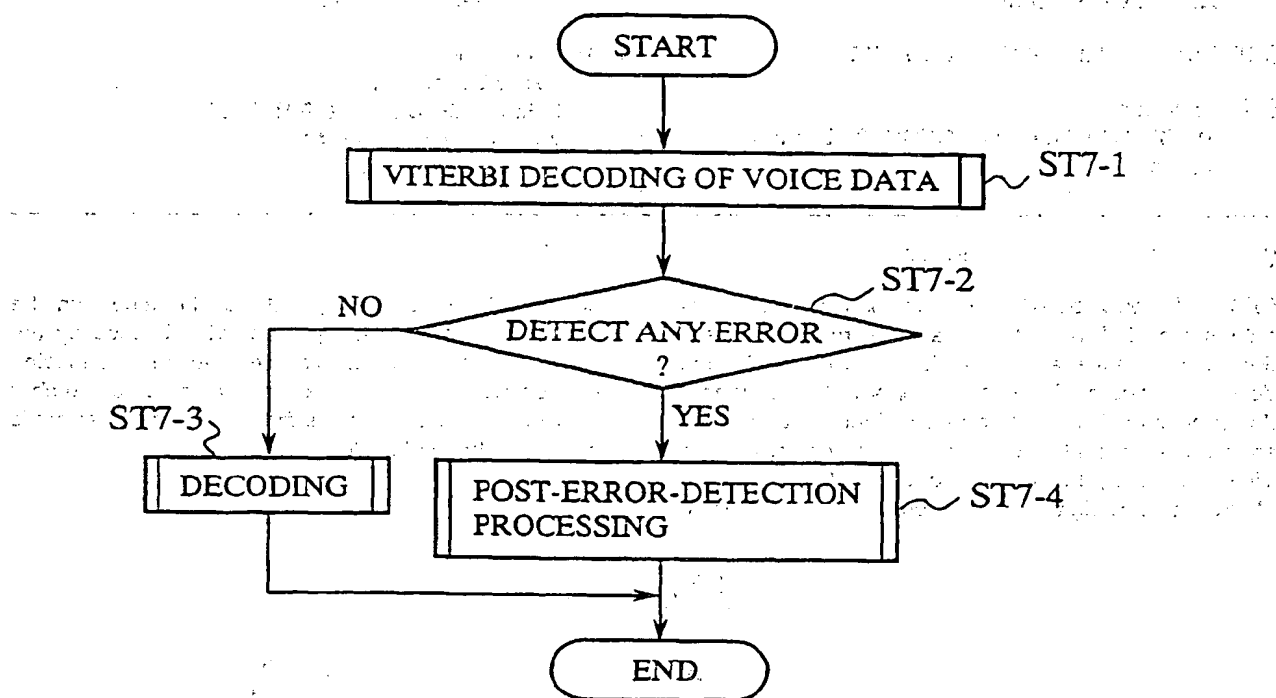 START
VITERBI DECODING OF VOICE DATA
ST7-1
ST7-2
NO
DETECT ANY ERROR
?
YES
ST7-3
DECODING
POST-ERROR-DETECTION
PROCESSING
ST7-4
END